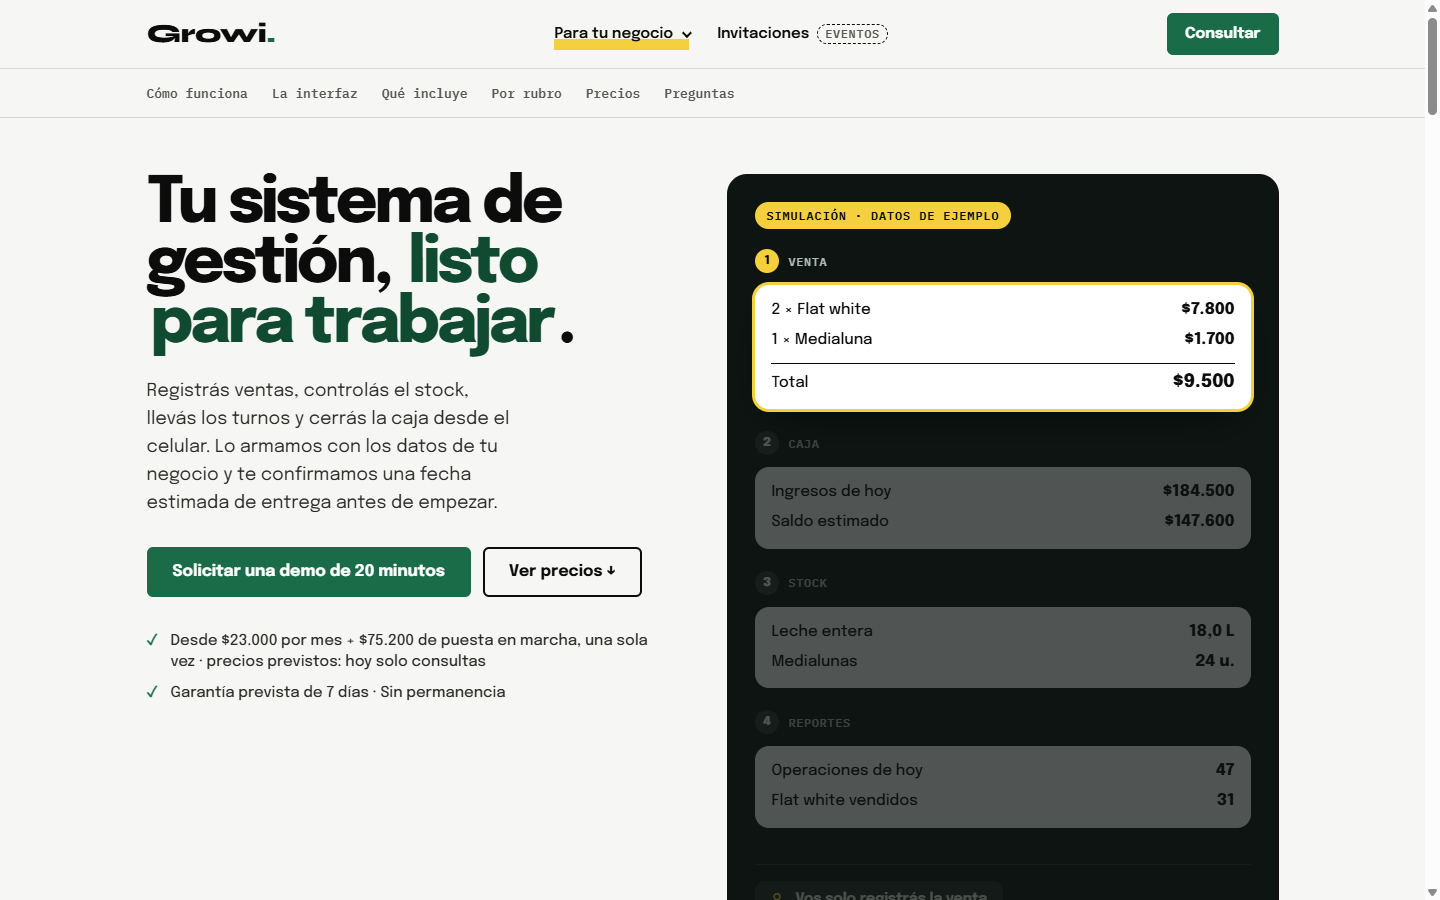 Growi.
Para tu negocio
Invitaciones EVENTOS
Consultar
Cómo funciona La interfaz Qué incluye Por rubro Precios Preguntas
Tu sistema de
gestión, listo
para trabajar.
Registrás ventas, controlás el stock,
llevás los turnos y cerrás la caja desde el
celular. Lo armamos con los datos de tu
negocio y te confirmamos una fecha
estimada de entrega antes de empezar.
Solicitar una demo de 20 minutos
Ver precios ↓
✓ Desde $23.000 por mes + $75.200 de puesta en marcha, una sola
vez · precios previstos: hoy solo consultas
✓ Garantía prevista de 7 días · Sin permanencia
SIMULACIÓN · DATOS DE EJEMPLO
1 VENTA
2 × Flat white $7.800
1 × Medialuna $1.700
Total $9.500
2 CAJA
Ingresos de hoy $184.500
Saldo estimado $147.600
3 STOCK
Leche entera 18,0 L
Medialunas 24 u.
4 REPORTES
Operaciones de hoy 47
Flat white vendidos 31
Vos solo registrás la venta